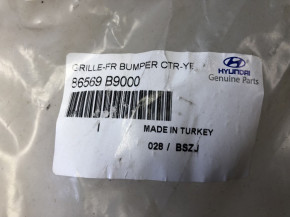 GRILLE-FR BUMPER CTR-YE
86569 B9000
HYUNDAI
Genuine Parts
MADE IN TURKEY
028 / BSZJ